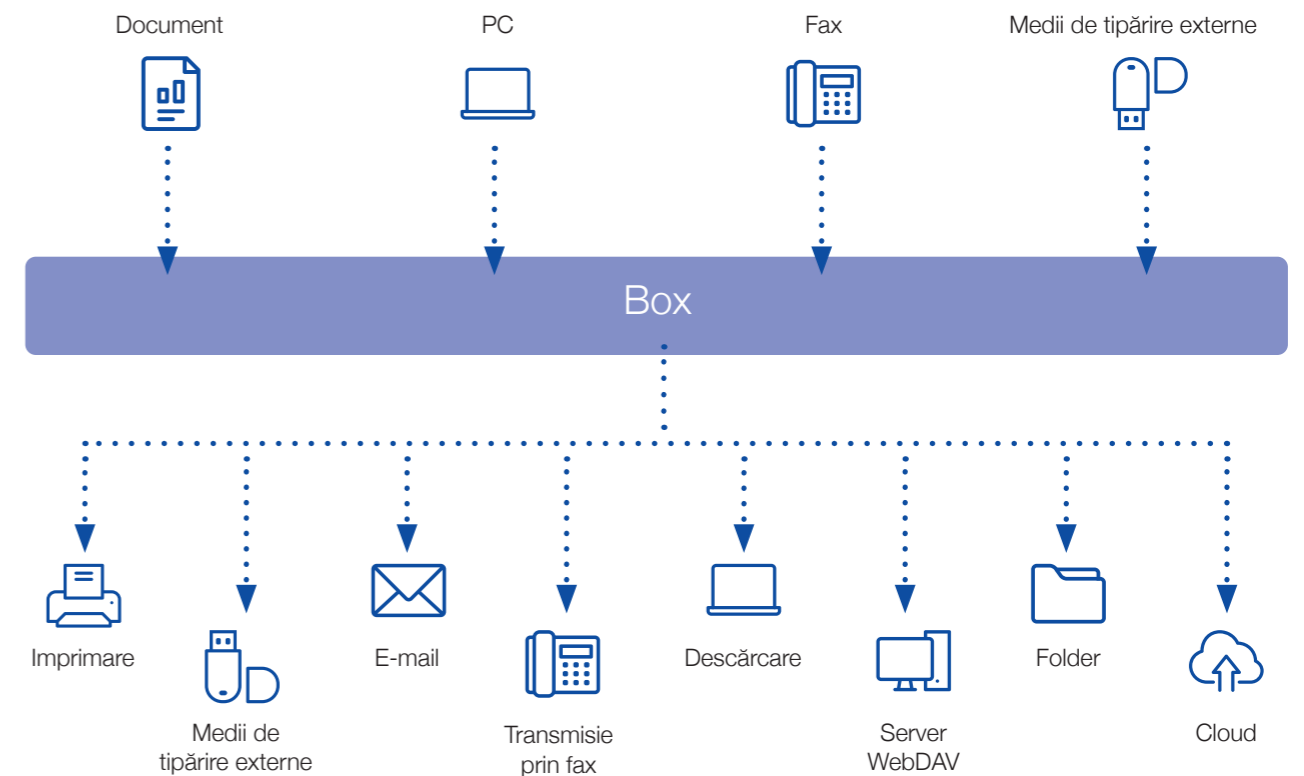 Document
PC
Fax
Medii de tipărire externe
Box
Imprimare
E-mail
Descărcare
Folder
Medii de
tipărire externe
Transmisie
prin fax
Server
WebDAV
Cloud